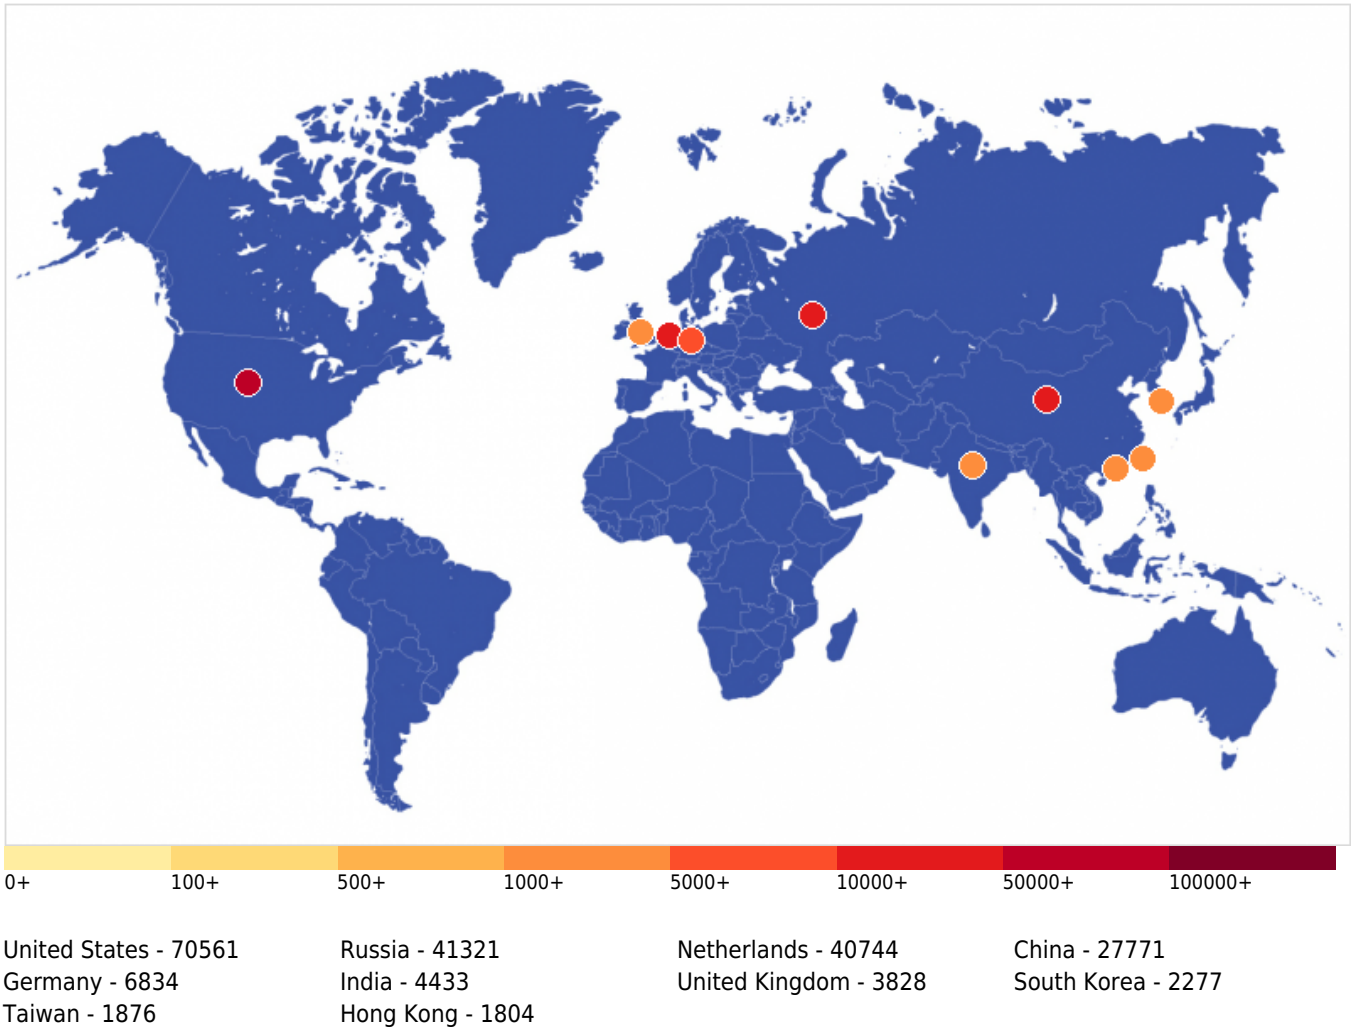 0+ 100+ 500+ 1000+ 5000+ 10000+ 50000+ 100000+
United States - 70561 Russia - 41321 Netherlands - 40744 China - 27771
Germany - 6834 India - 4433 United Kingdom - 3828 South Korea - 2277
Taiwan - 1876 Hong Kong - 1804